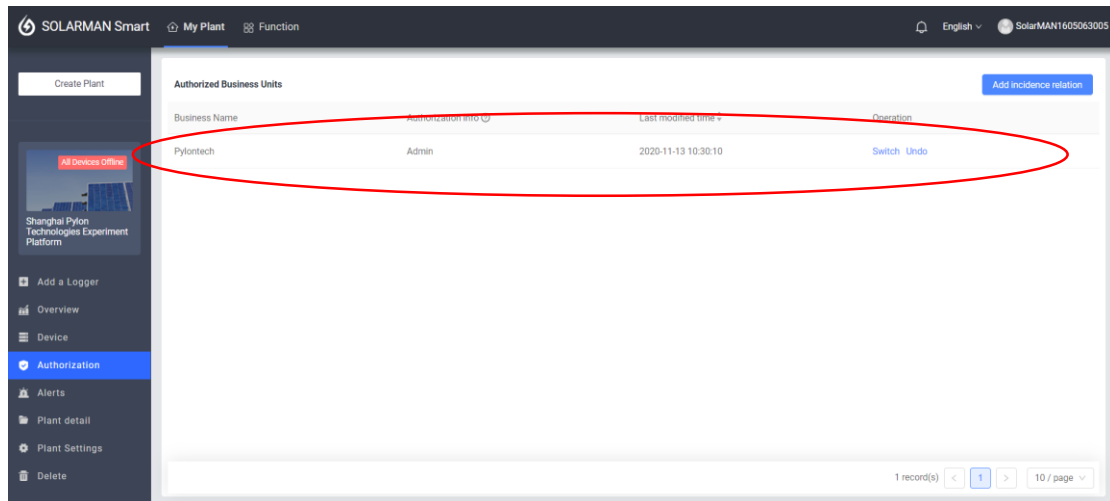 SOLARMAN Smart My Plant Function English SolarMAN1605063005
Create Plant
Authorized Business Units
Add incidence relation
Business Name Authorization Info Last modified time Operation
Pylontech Admin 2020-11-13 10:30:10 Switch Undo
All Devices Offline
Shanghai Pylon
Technologies Experiment
Platform
Add a Logger
Overview
Device
Authorization
Alerts
Plant detail
Plant Settings
Delete
1 record(s) < 1 > 10 / page